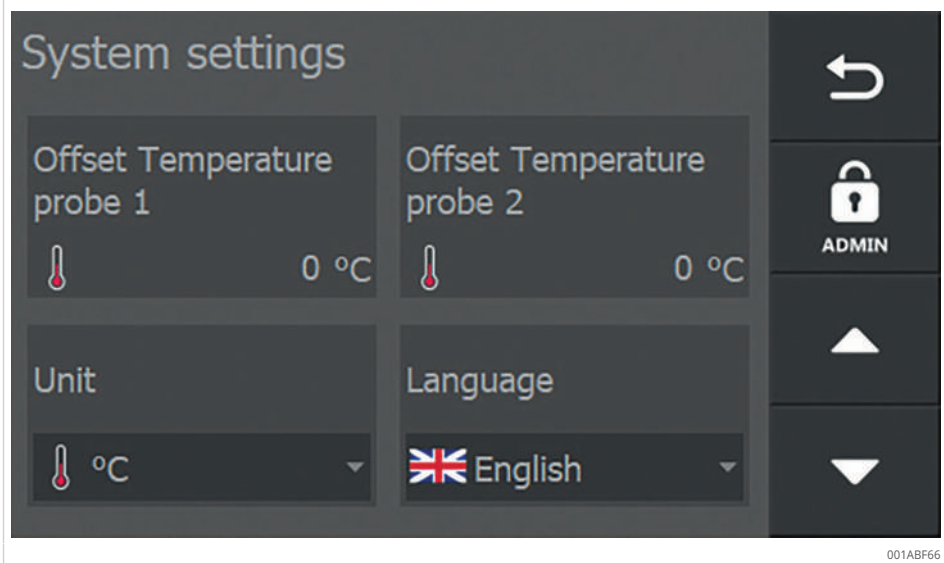 System settings
Offset Temperature
probe 1
0 °C
Offset Temperature
probe 2
0 °C
ADMIN
Unit
°C
Language
English
001ABF66